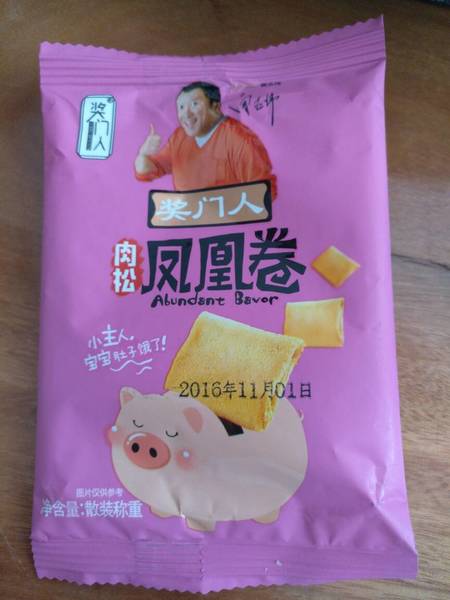 奖门人
奖门人
肉松
凤凰卷
Abundant Bavor
小主人,
宝宝肚子饿了!
2016年11月01日
图片仅供参考
净含量:散装称重